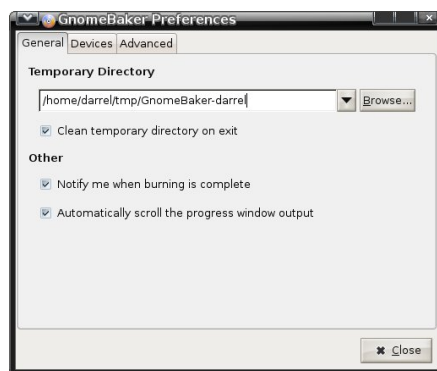 GnomeBaker Preferences
General Devices Advanced
Temporary Directory
/home/darrel/tmp/GnomeBaker-darrel
Browse...
Clean temporary directory on exit
Other
Notify me when burning is complete
Automatically scroll the progress window output
Close